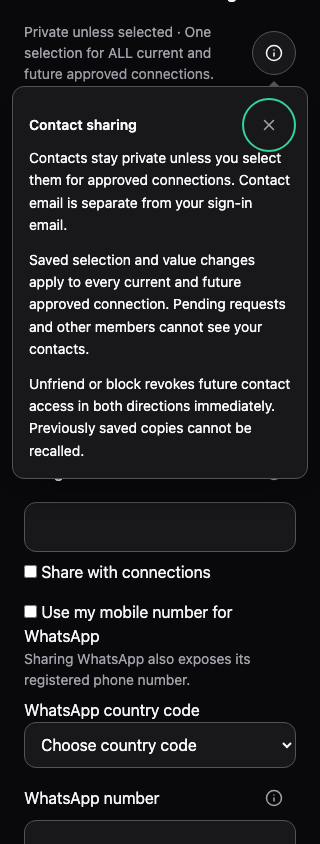 Private unless selected · One
selection for ALL current and
future approved connections.
Contact sharing
Contacts stay private unless you select
them for approved connections. Contact
email is separate from your sign-in
email.
Saved selection and value changes
apply to every current and future
approved connection. Pending requests
and other members cannot see your
contacts.
Unfriend or block revokes future contact
access in both directions immediately.
Previously saved copies cannot be
recalled.
Share with connections
Use my mobile number for
WhatsApp
Sharing WhatsApp also exposes its
registered phone number.
WhatsApp country code
Choose country code
WhatsApp number